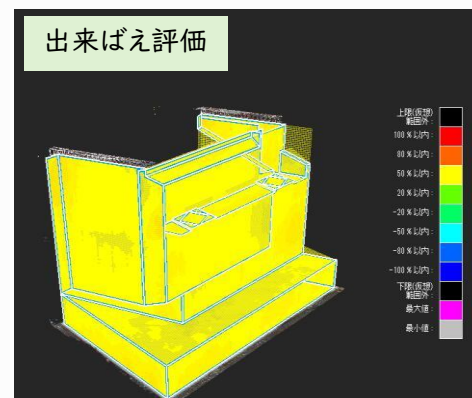 出来ばえ評価
上限(仮想)
範囲外:
100 % 以内:
80 % 以内:
50 % 以内:
20 % 以内:
-20 % 以内:
-50 % 以内:
-80 % 以内:
-100 % 以内:
下限(仮想)
範囲外:
最大値:
最小値: